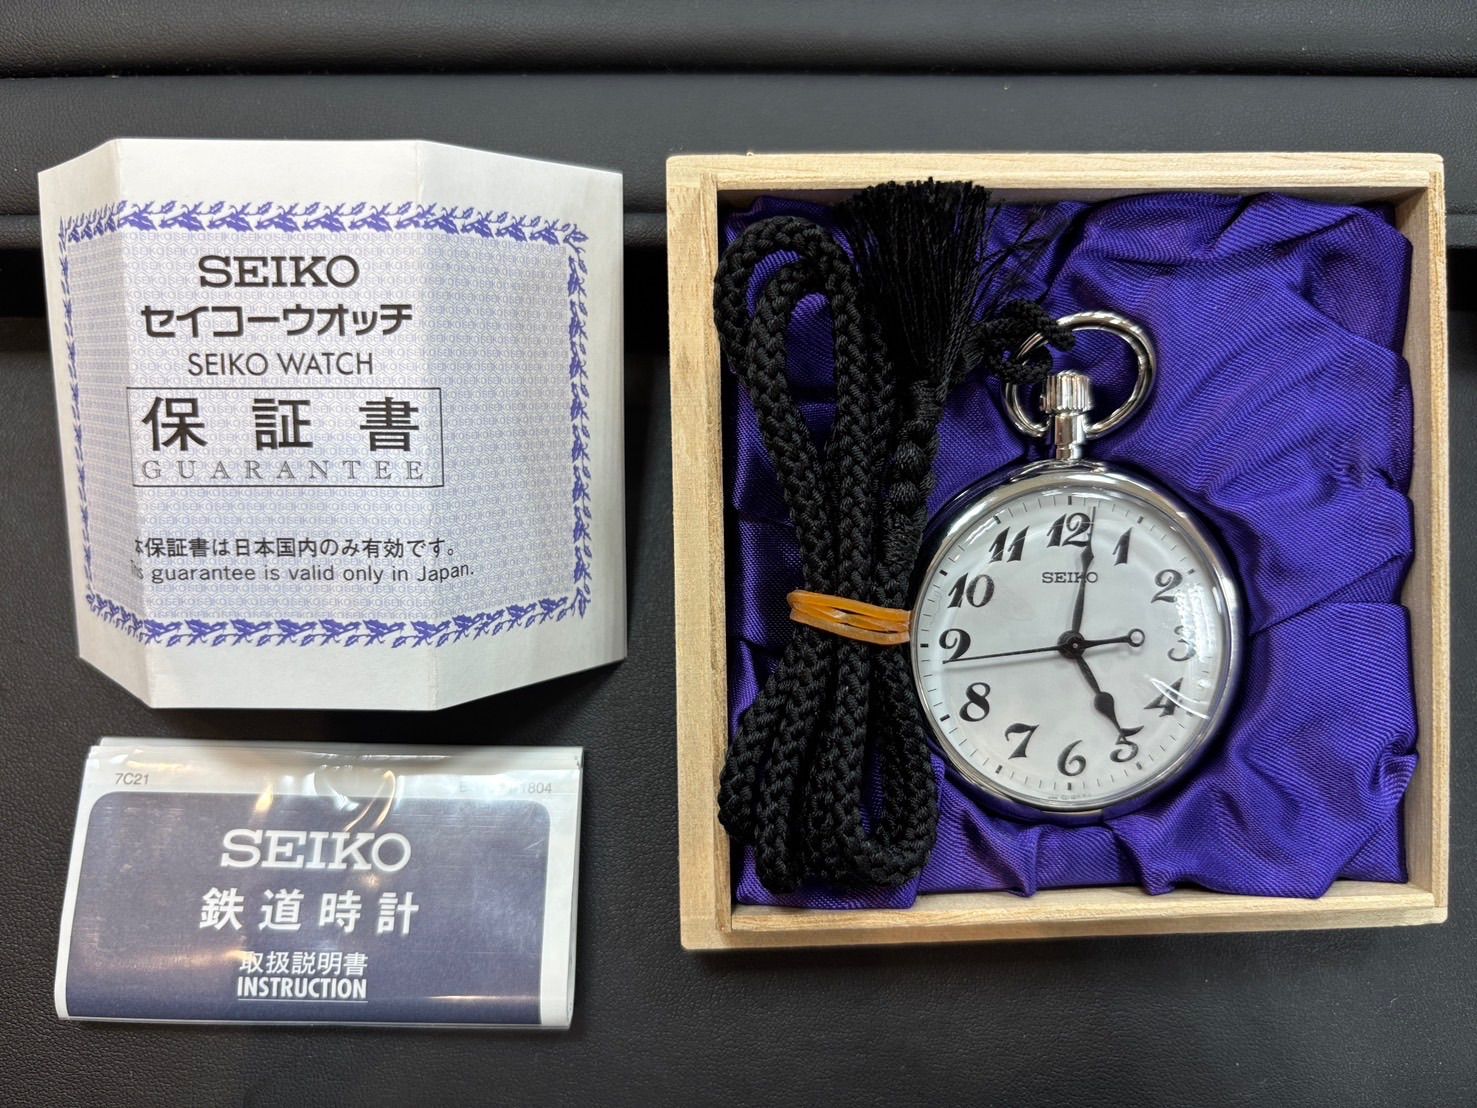 SEIKO
セイコーウオッチ
SEIKO WATCH
保証書
GUARANTEE
本保証書は日本国内のみ有効です。
guarantee is valid only in Japan.
7C21
1804
SEIKO
鉄道時計
取扱説明書
INSTRUCTION
12
1
2
3
4
5
6
7
8
9
10
11
SEIKO